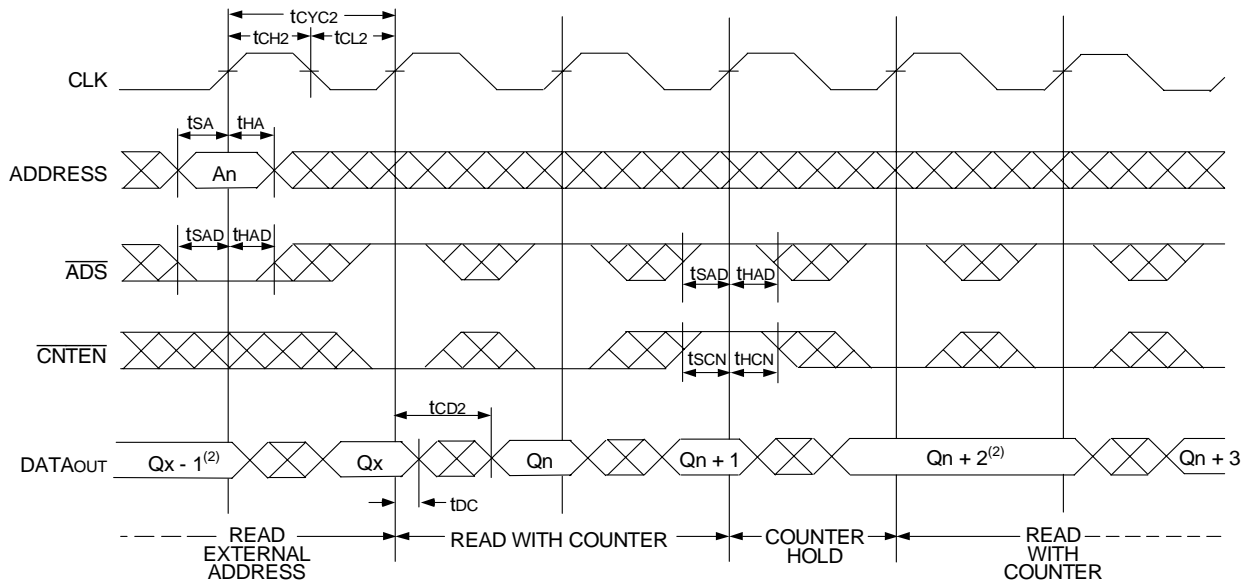 tCYC2
tCH2 tCL2
CLK
tSA tHA
ADDRESS An
tSAD tHAD
ADS
tSAD tHAD
CNTEN
tSCN tHCN
tCD2
DATAOUT Qx - 1(2) Qx Qn Qn + 1 Qn + 2(2) Qn + 3
tDC
READ EXTERNAL ADDRESS
READ WITH COUNTER
COUNTER HOLD
READ WITH COUNTER